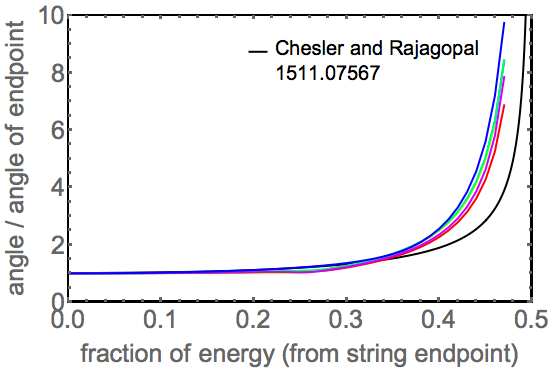 10
8
6
4
2
0
angle / angle of endpoint
— Chesler and Rajagopal
1511.07567
0.0 0.1 0.2 0.3 0.4 0.5
fraction of energy (from string endpoint)